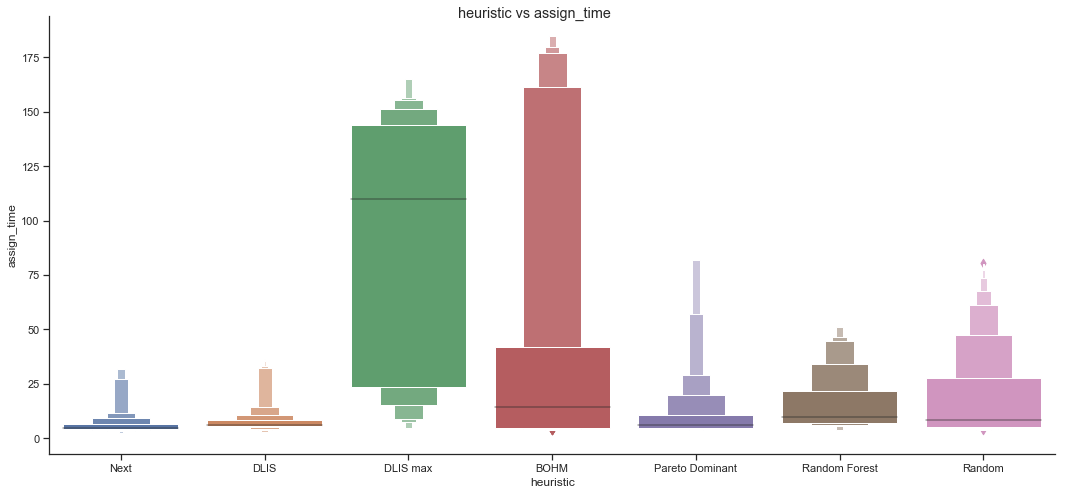 heuristic vs assign_time
175
150
125
100
75
50
25
0
assign_time
Next DLIS DLIS max BOHM Pareto Dominant Random Forest Random
heuristic